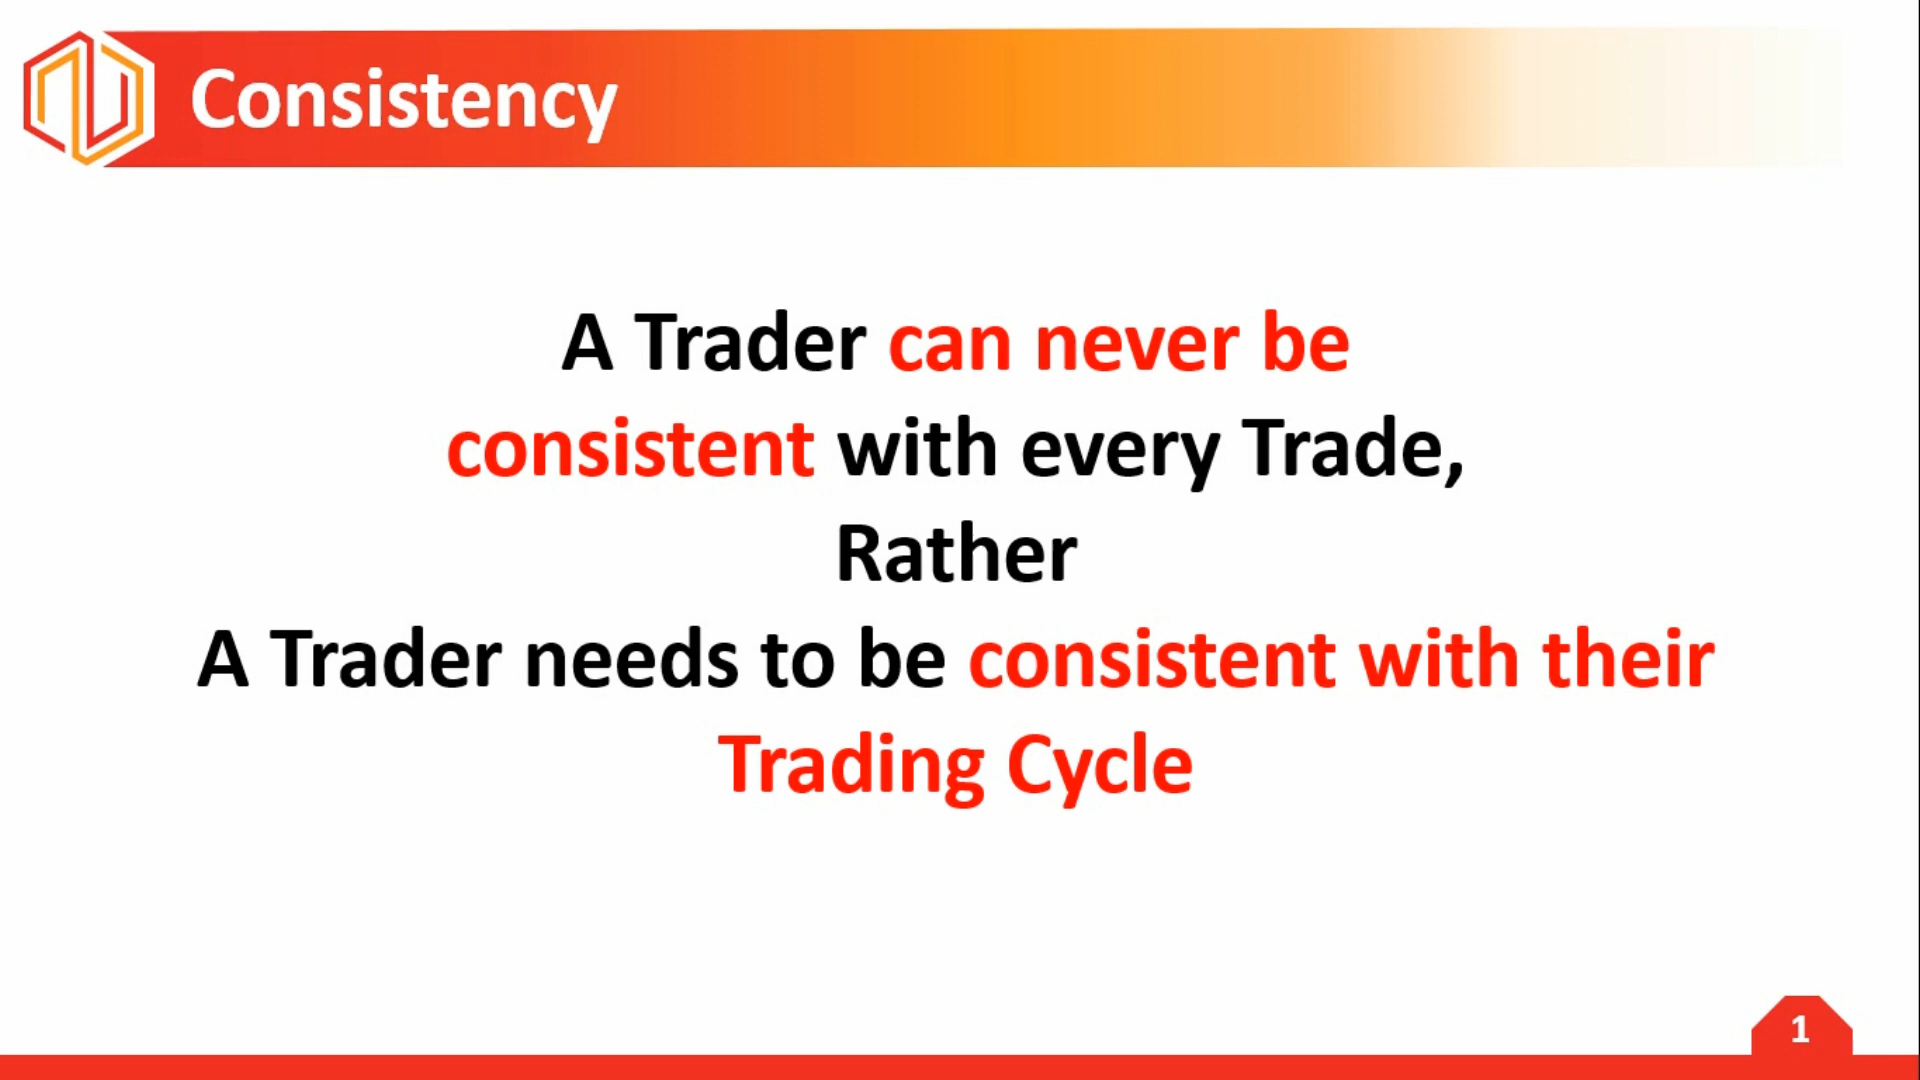 Consistency
A Trader can never be
consistent with every Trade,
Rather
A Trader needs to be consistent with their
Trading Cycle
1